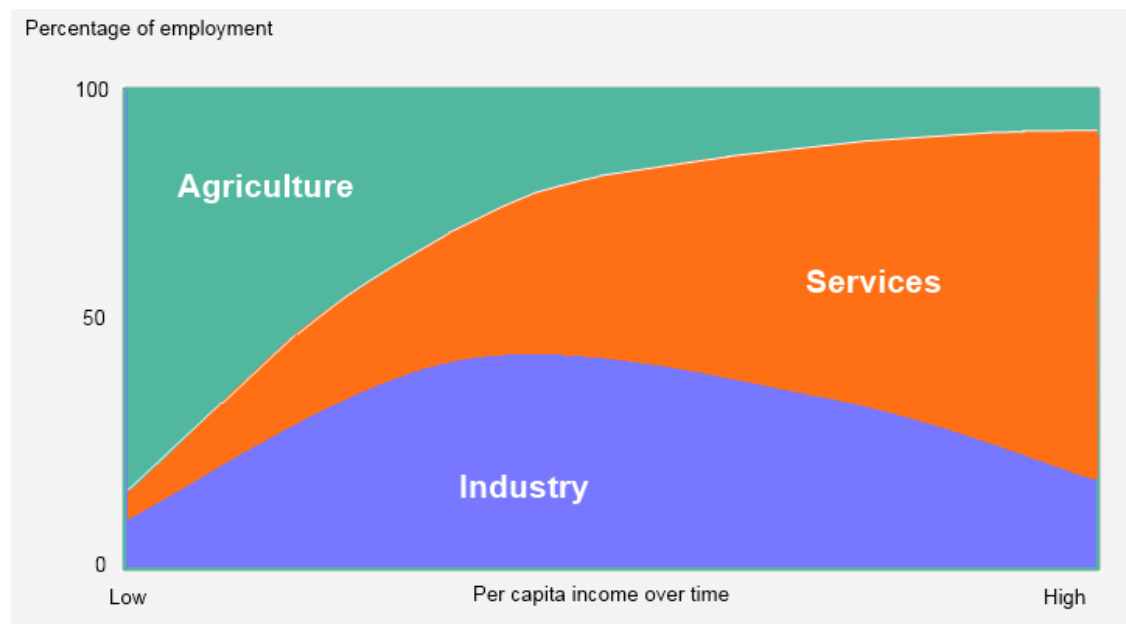 Percentage of employment
100
Agriculture
Services
50
Industry
0
Low
Per capita income over time
High